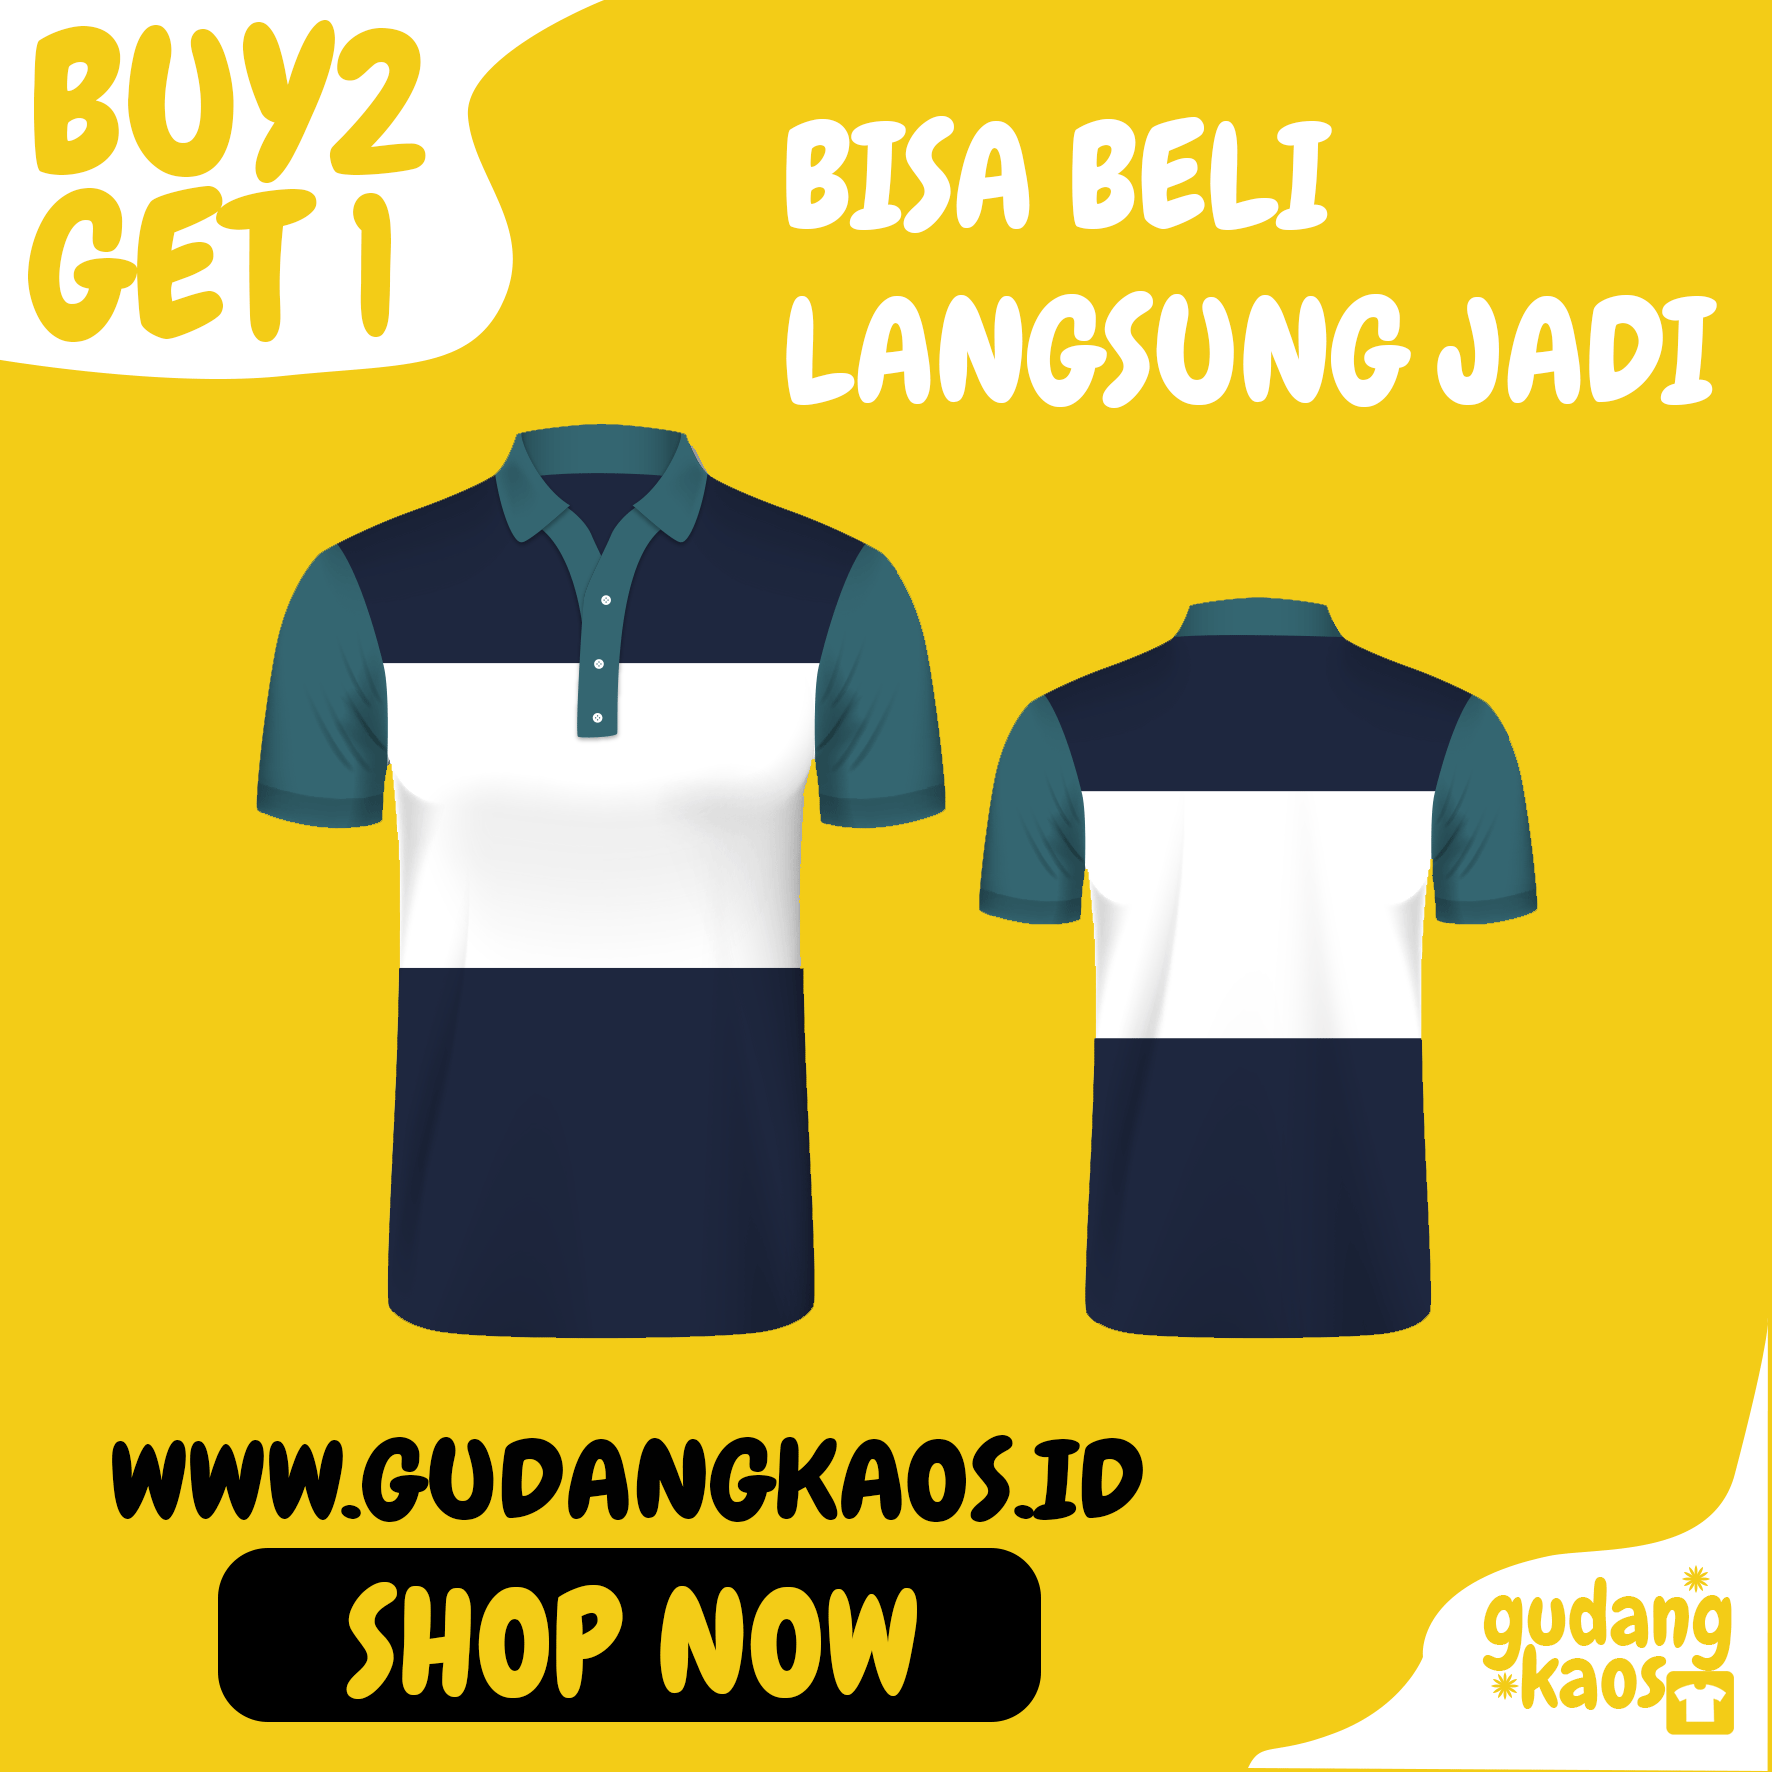 BUY2
GET 1
BISA BELI
LANGSUNG JADI
WWW.GUDANGKAOS.ID
SHOP NOW
gudang
kaos